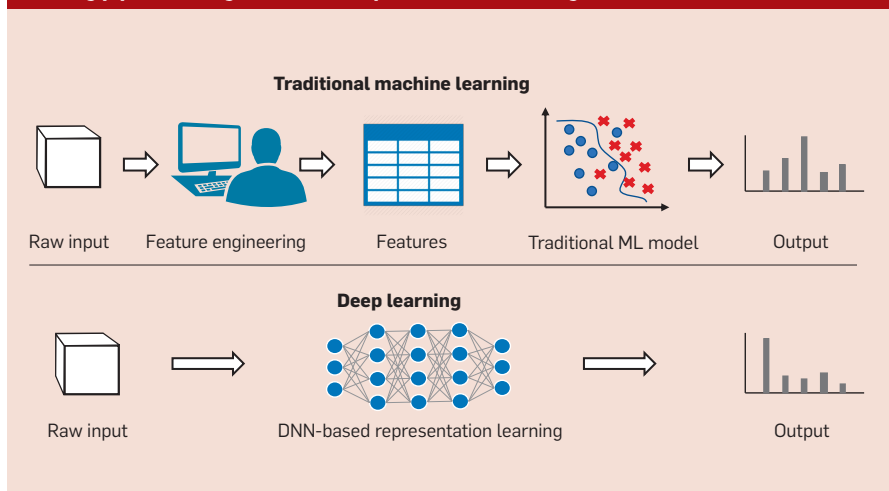 Traditional machine learning
Raw input
Feature engineering
Features
Traditional ML model
Output
Deep learning
Raw input
DNN-based representation learning
Output